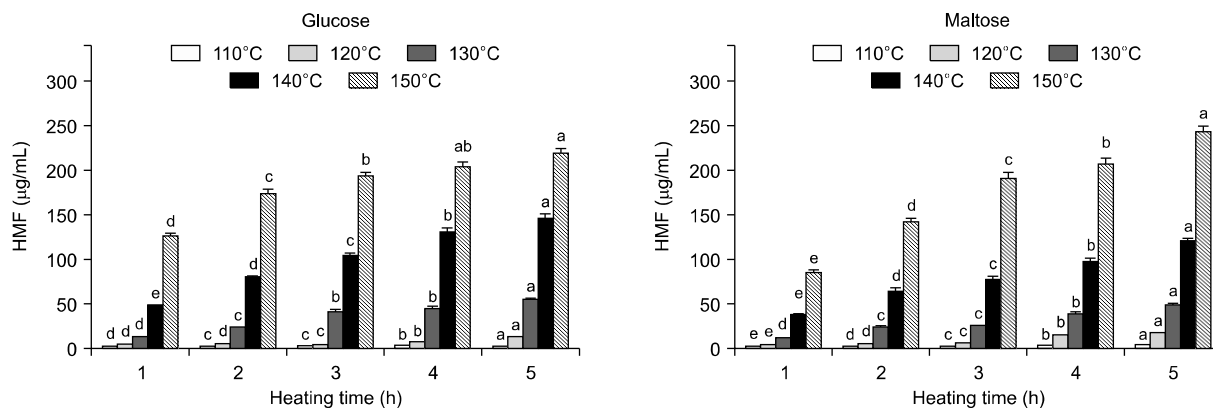 Glucose
110°C 120°C 130°C
140°C 150°C
HMF (μg/mL)
350
300
250
200
150
100
50
0
d d d e d
c d c d c
c c b c b
b b b b ab
a a a a a
1 2 3 4 5
Heating time (h)
Maltose
110°C 120°C 130°C
140°C 150°C
HMF (μg/mL)
300
250
200
150
100
50
0
e e d e e
d d c d d
d c c c c
b b b b b
a a a a a
1 2 3 4 5
Heating time (h)